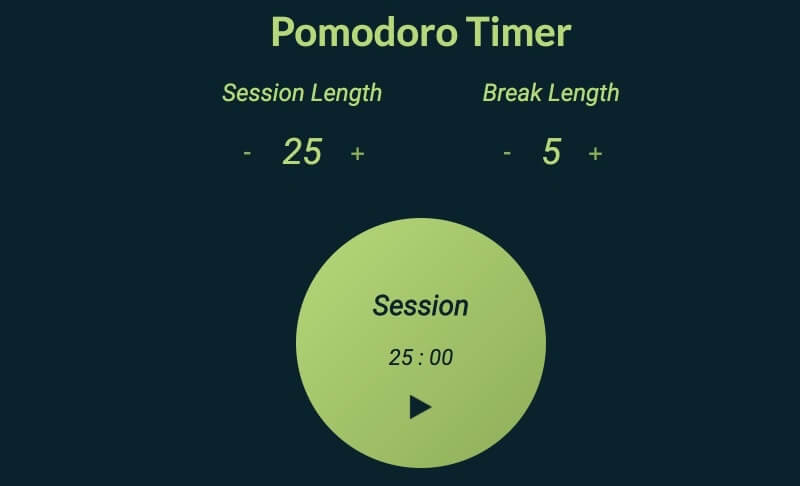 Pomodoro Timer
Session Length Break Length
- 25 + - 5 +
Session
25 : 00